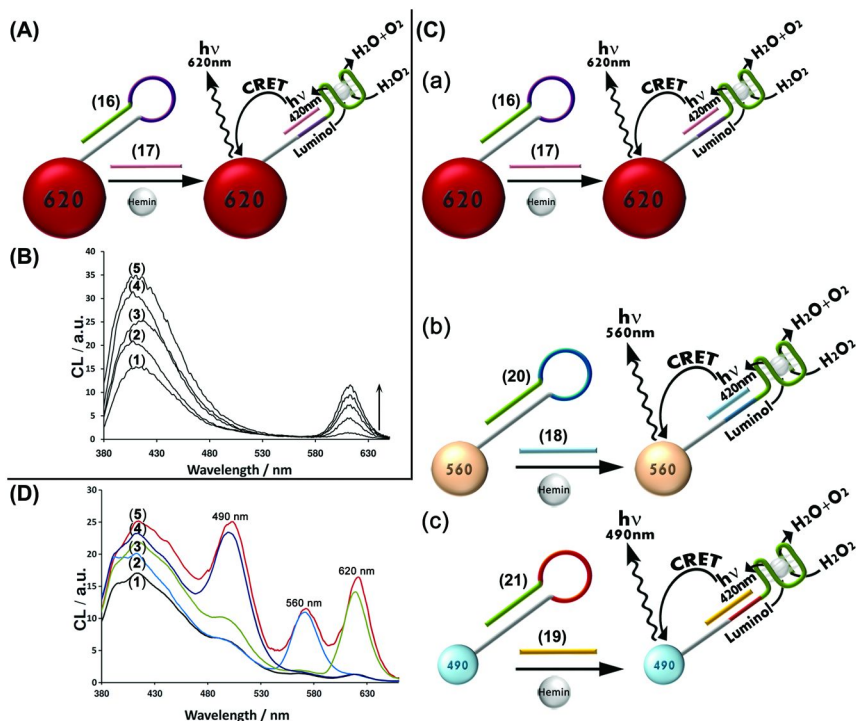 (A)
hν
620nm
CRET
hν
420nm
H2O+O2
H2O2
Luminol
(16)
(17)
Hemin
620
620
(B)
CL / a.u.
40
35
30
25
20
15
10
5
0
(5)
(4)
(3)
(2)
(1)
380
430
480
530
580
630
Wavelength / nm
(C)
(a)
hν
620nm
CRET
hν
420nm
H2O+O2
H2O2
Luminol
(16)
(17)
Hemin
620
620
(b)
hν
560nm
CRET
hν
420nm
H2O+O2
H2O2
Luminol
(20)
(18)
Hemin
560
560
(c)
hν
490nm
CRET
hν
420nm
H2O+O2
H2O2
Luminol
(21)
(19)
Hemin
490
490
(D)
CL / a.u.
30
25
20
15
10
5
0
(5)
(4)
(3)
(2)
(1)
490 nm
560 nm
620 nm
380
430
480
530
580
630
Wavelength / nm